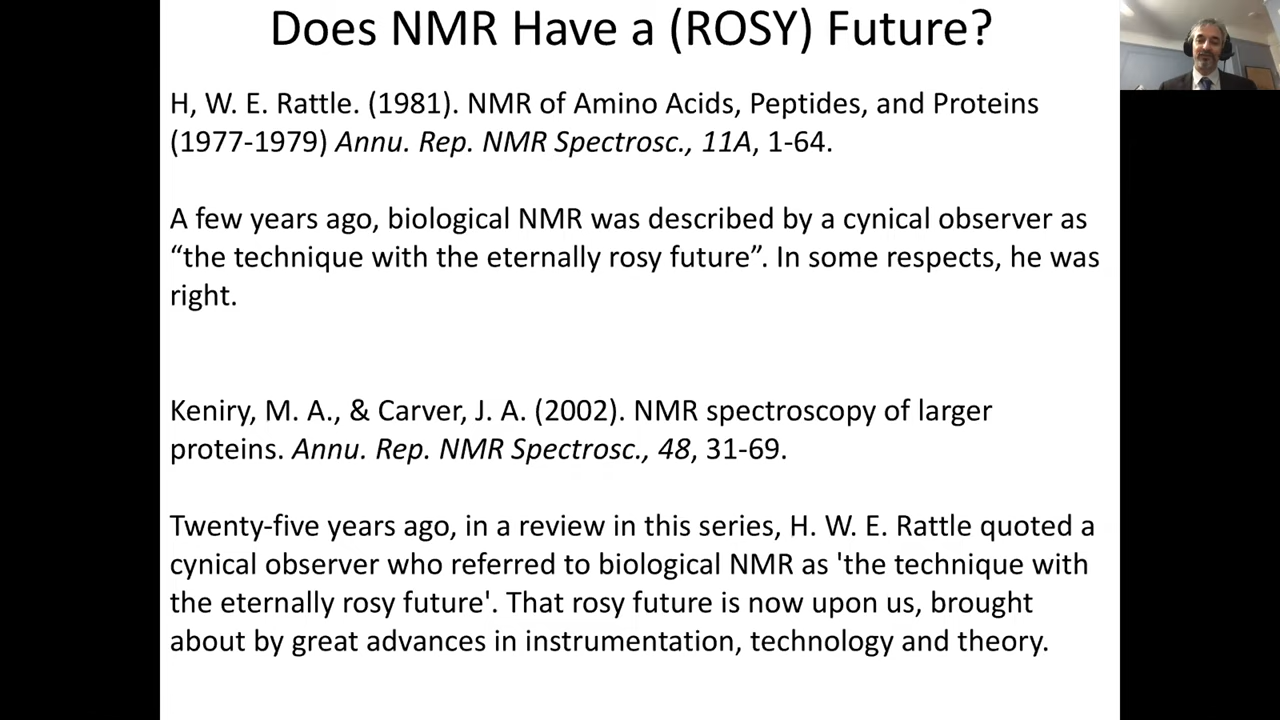 Does NMR Have a (ROSY) Future?
H, W. E. Rattle. (1981). NMR of Amino Acids, Peptides, and Proteins
(1977-1979) Annu. Rep. NMR Spectrosc., 11A, 1-64.
A few years ago, biological NMR was described by a cynical observer as
“the technique with the eternally rosy future”. In some respects, he was
right.
Keniry, M. A., & Carver, J. A. (2002). NMR spectroscopy of larger
proteins. Annu. Rep. NMR Spectrosc., 48, 31-69.
Twenty-five years ago, in a review in this series, H. W. E. Rattle quoted a
cynical observer who referred to biological NMR as 'the technique with
the eternally rosy future'. That rosy future is now upon us, brought
about by great advances in instrumentation, technology and theory.